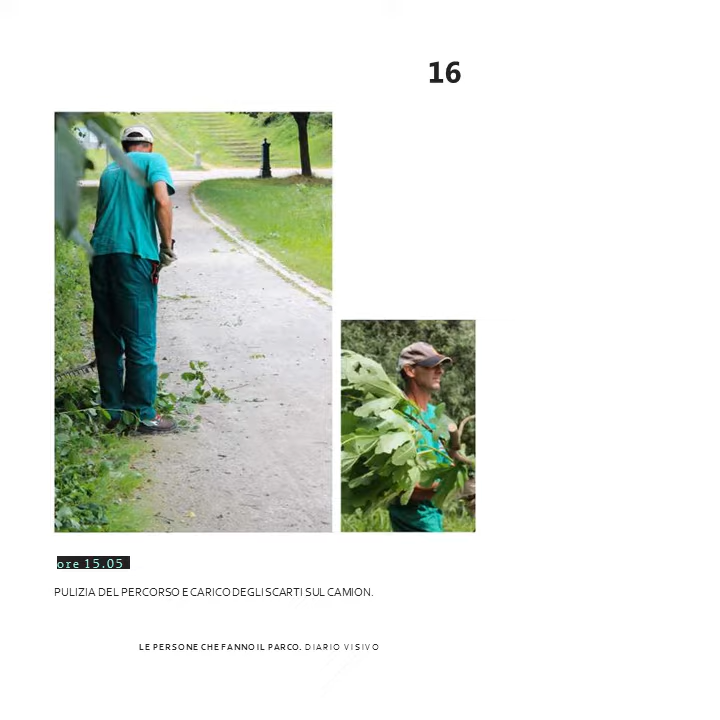 16
ore 15.05
PULIZIA DEL PERCORSO E CARICO DEGLI SCARTI SUL CAMION.
LE PERSONE CHE FANNO IL PARCO. DIARIO VISIVO